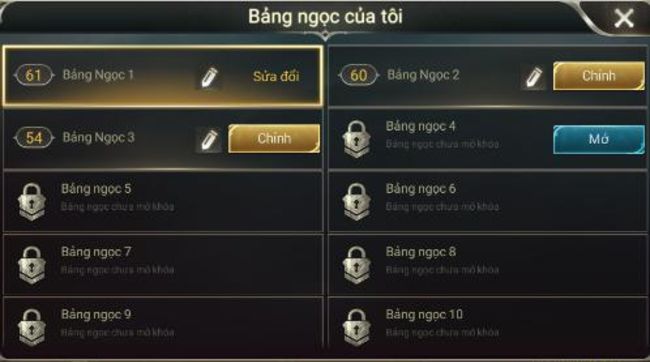 Bảng ngọc của tôi
61 Bảng Ngọc 1 Sửa đổi
60 Bảng Ngọc 2 Chỉnh
54 Bảng Ngọc 3 Chỉnh
Bảng ngọc 4 Mở
Bảng ngọc chưa mở khóa
Bảng ngọc 5
Bảng ngọc chưa mở khóa
Bảng ngọc 6
Bảng ngọc chưa mở khóa
Bảng ngọc 7
Bảng ngọc chưa mở khóa
Bảng ngọc 8
Bảng ngọc chưa mở khóa
Bảng ngọc 9
Bảng ngọc chưa mở khóa
Bảng ngọc 10
Bảng ngọc chưa mở khóa